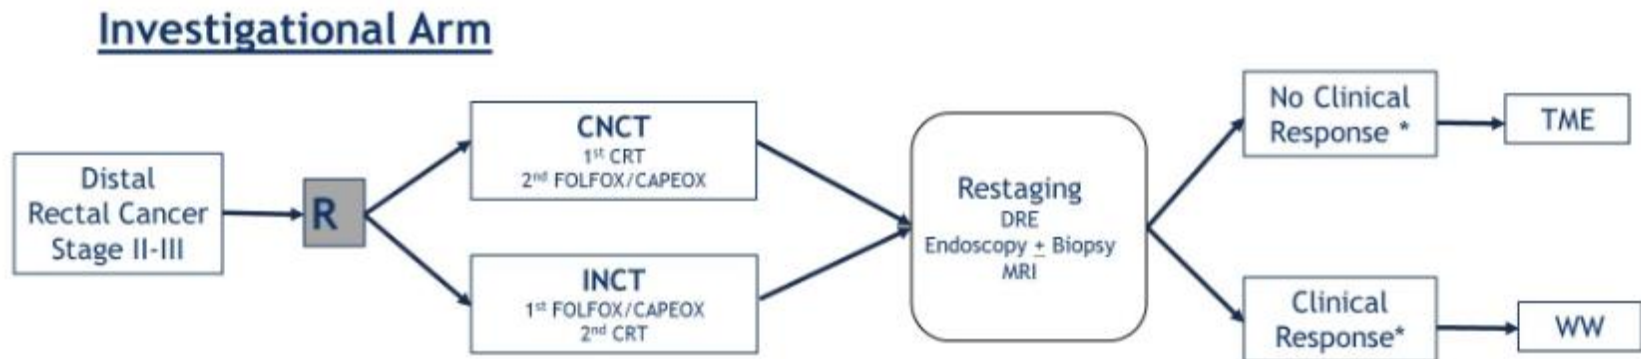 Investigational Arm
Distal
Rectal Cancer
Stage II-III
R
CNCT
1st CRT
2nd FOLFOX/CAPEOX
INCT
1st FOLFOX/CAPEOX
2nd CRT
Restaging
DRE
Endoscopy ± Biopsy
MRI
No Clinical
Response *
TME
Clinical
Response*
WW